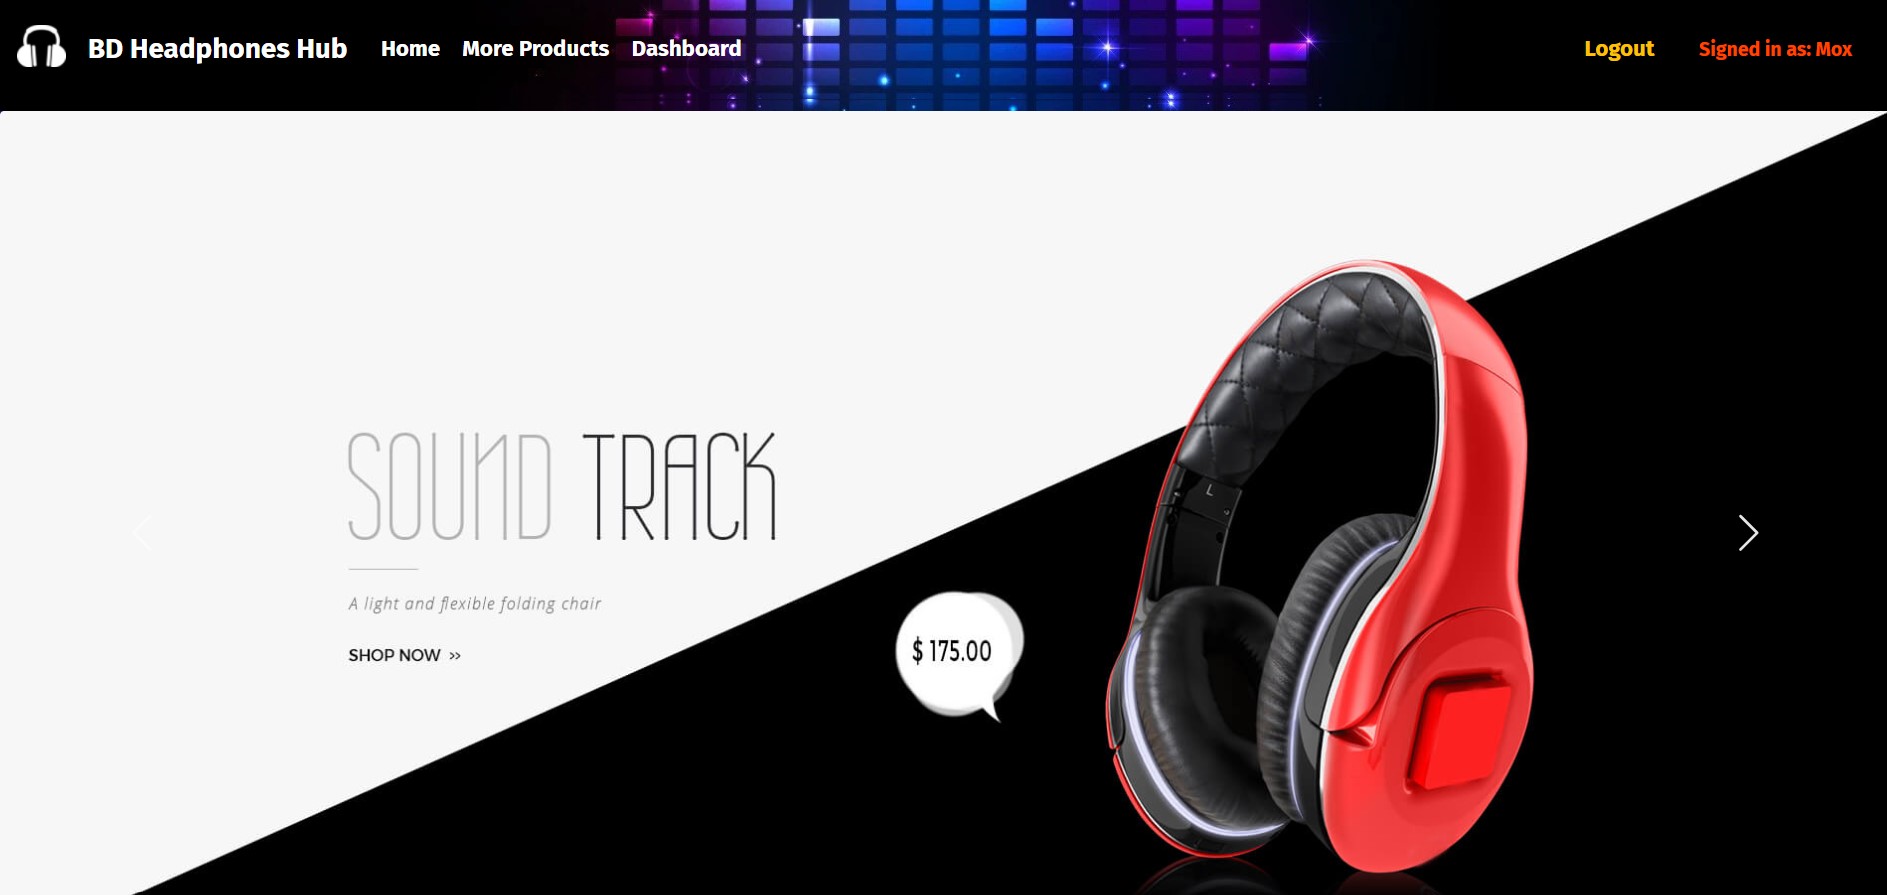 BD Headphones Hub Home More Products Dashboard Logout Signed in as: Mox
SOUND TRACK
A light and flexible folding chair
SHOP NOW »
$ 175.00
L